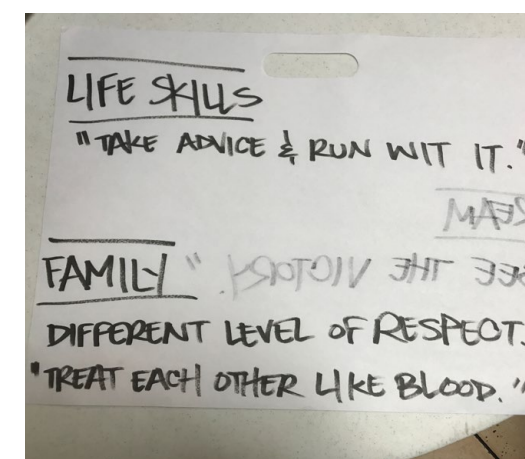 LIFE SKILLS
"TAKE ADVICE & RUN WIT IT."
FAMILY
DIFFERENT LEVEL OF RESPECT.
"TREAT EACH OTHER LIKE BLOOD."